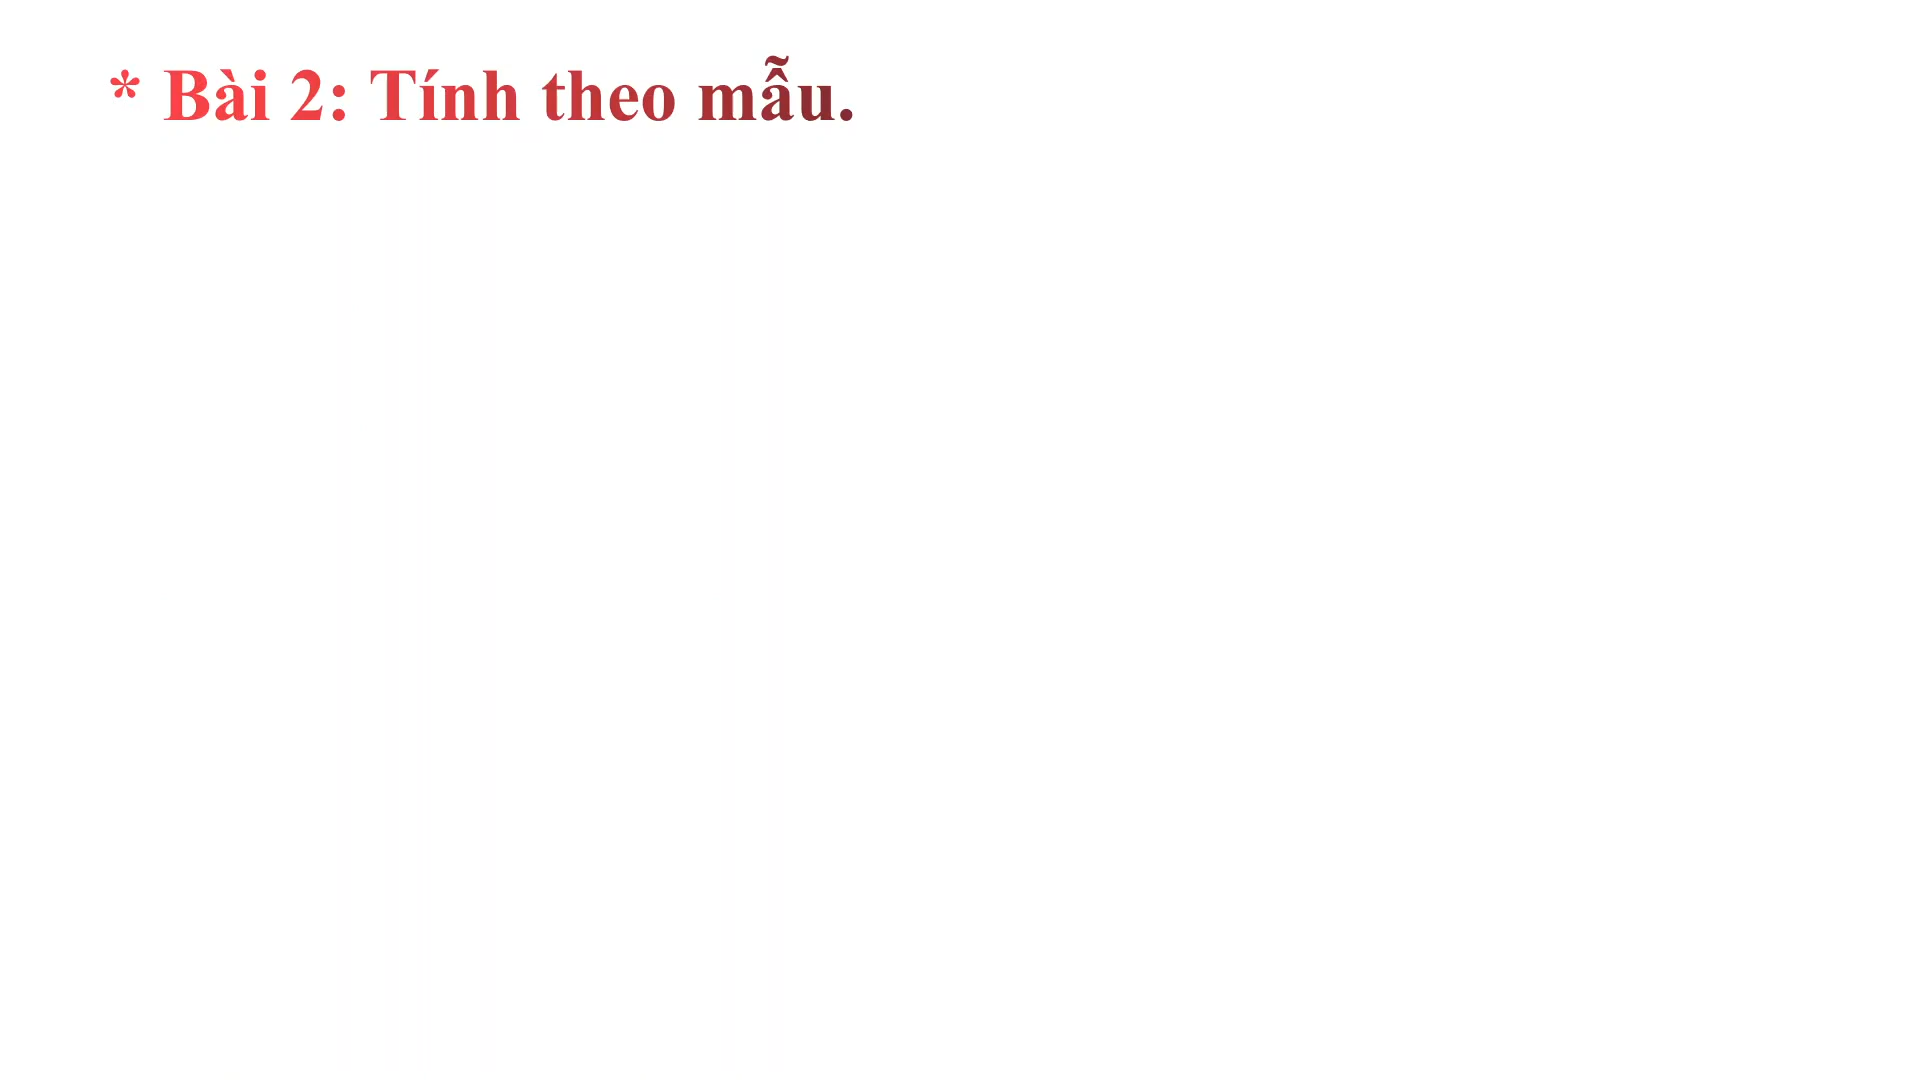 * Bài 2: Tính theo mẫu.